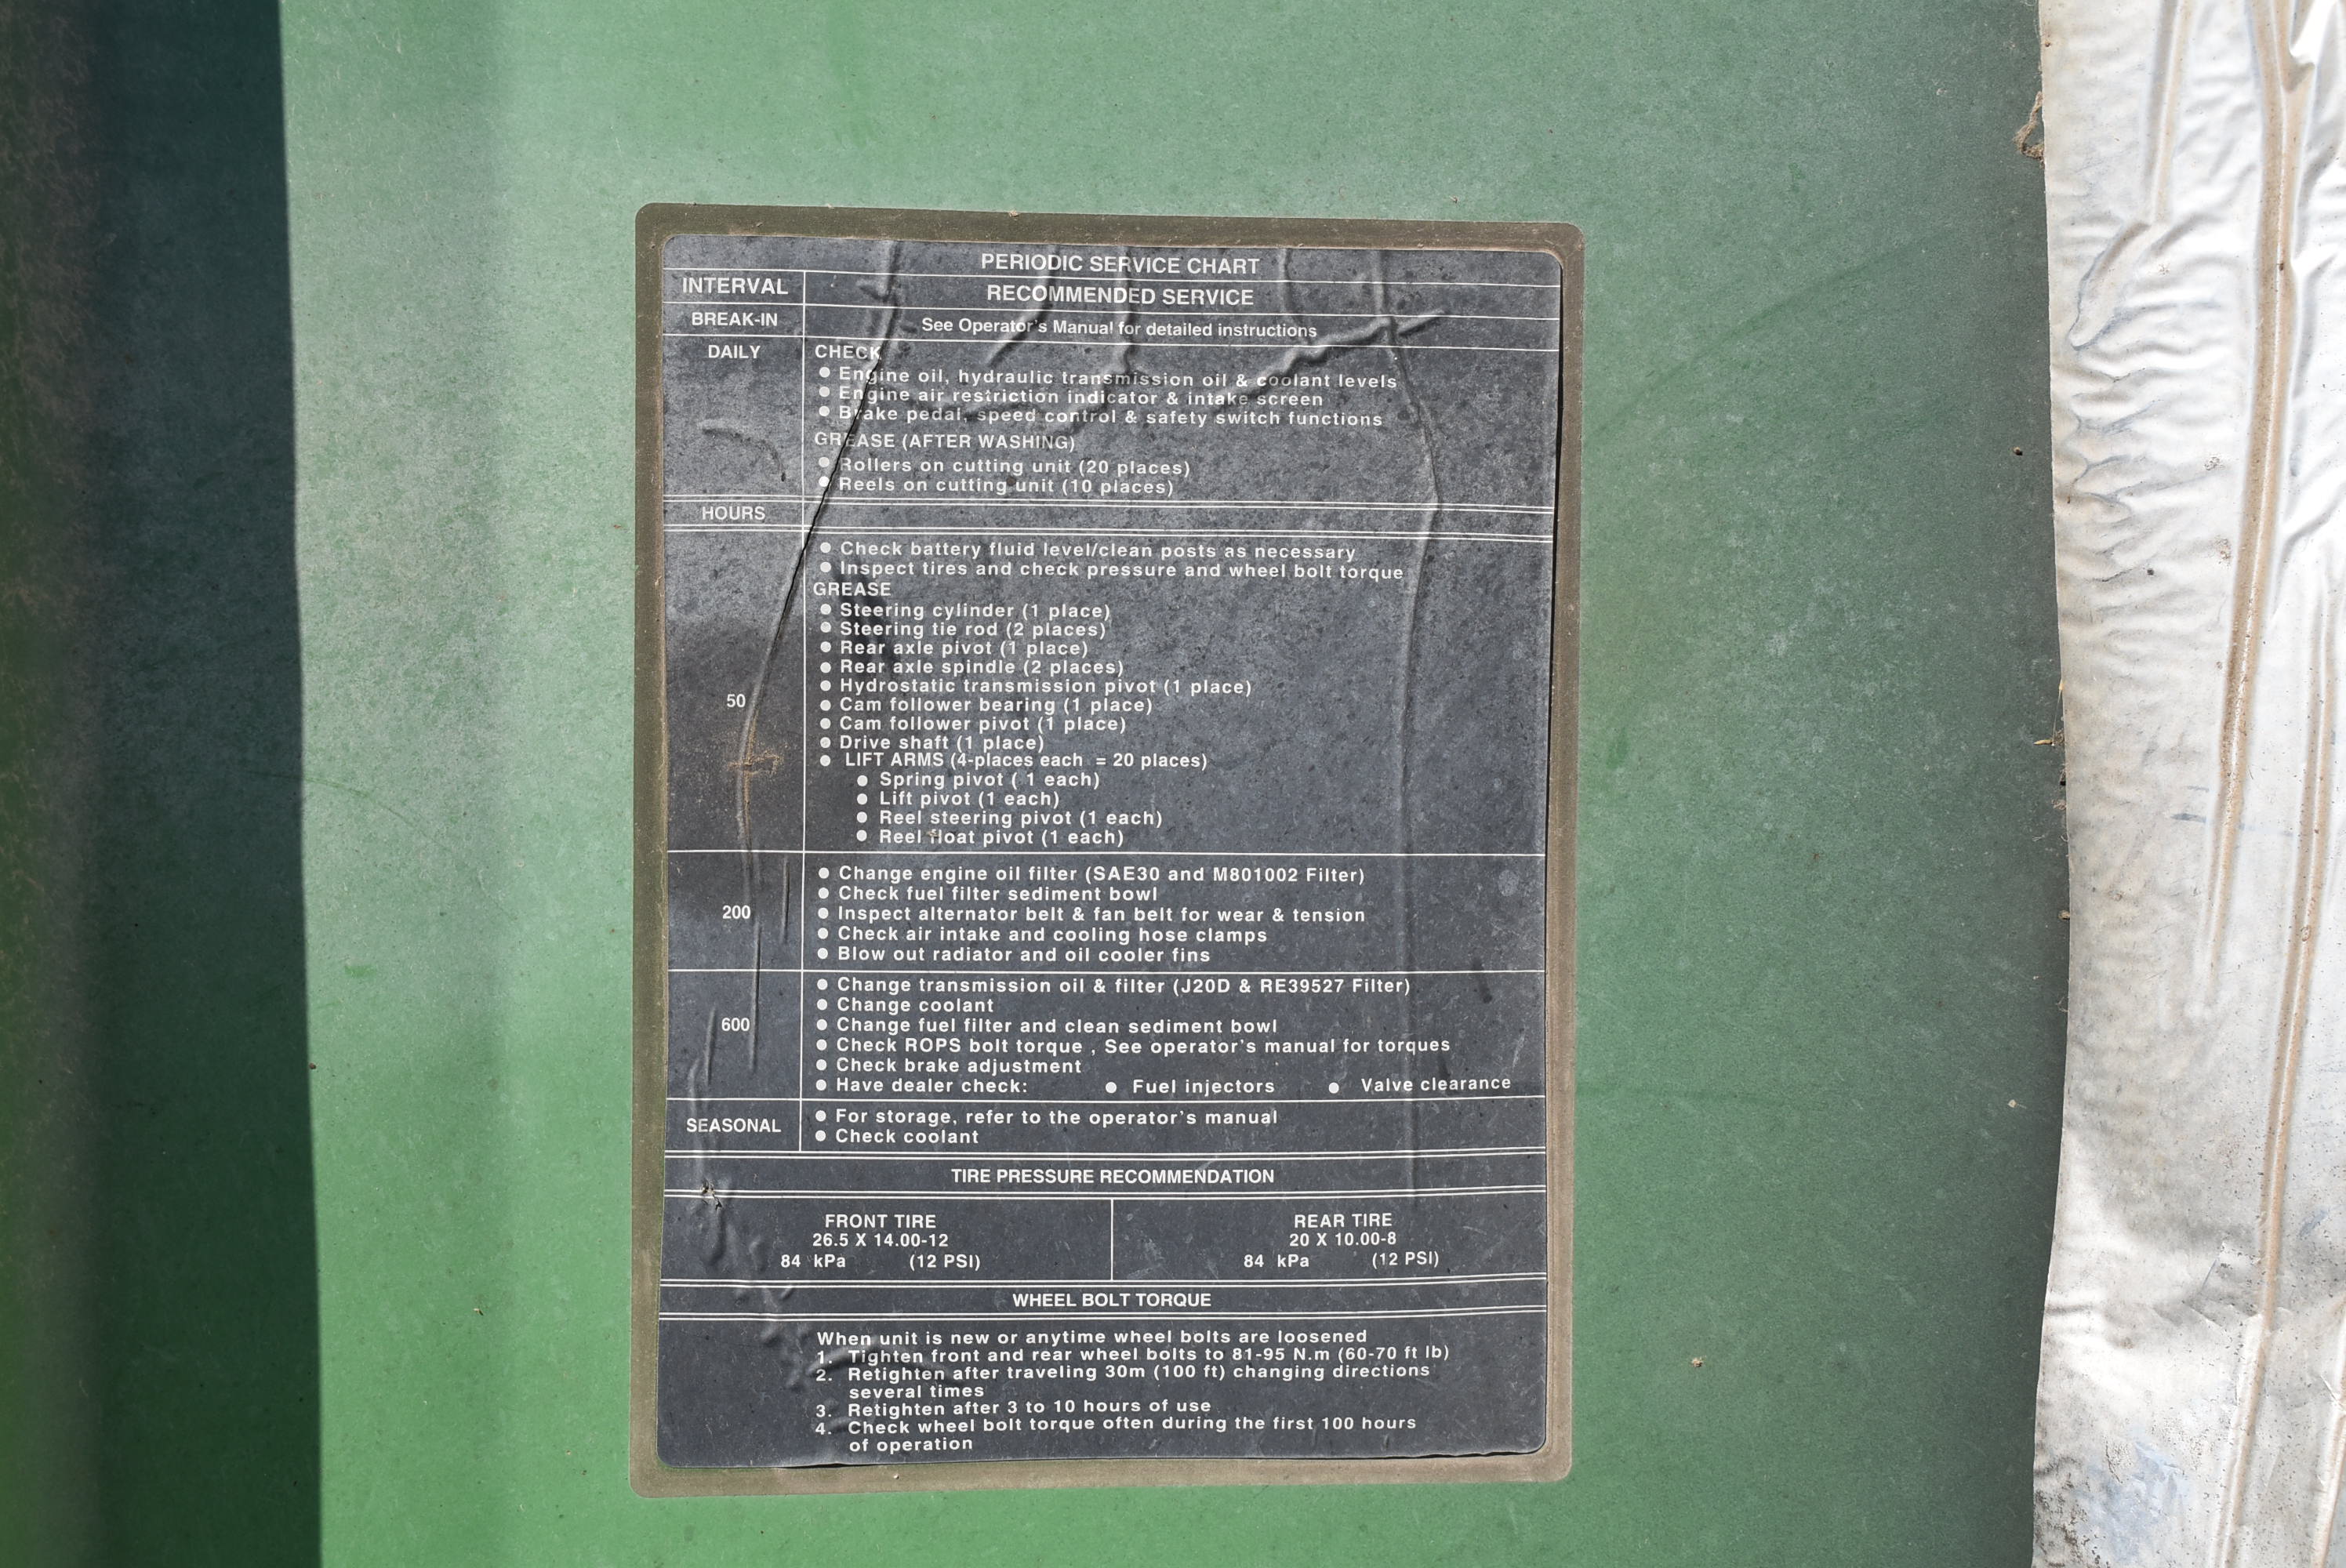 PERIODIC SERVICE CHART
INTERVAL RECOMMENDED SERVICE
BREAK-IN See Operator's Manual for detailed instructions
DAILY CHECK
● Engine oil, hydraulic transmission oil & coolant levels
● Engine air restriction indicator & intake screen
● Brake pedal, speed control & safety switch functions
GREASE (AFTER WASHING)
● Rollers on cutting unit (20 places)
● Reels on cutting unit (10 places)
HOURS
● Check battery fluid level/clean posts as necessary
● Inspect tires and check pressure and wheel bolt torque
GREASE
● Steering cylinder (1 place)
● Steering tie rod (2 places)
● Rear axle pivot (1 place)
● Rear axle spindle (2 places)
● Hydrostatic transmission pivot (1 place)
50 ● Cam follower bearing (1 place)
● Cam follower pivot (1 place)
● Drive shaft (1 place)
● LIFT ARMS (4-places each = 20 places)
● Spring pivot ( 1 each)
● Lift pivot (1 each)
● Reel steering pivot (1 each)
● Reel float pivot (1 each)
● Change engine oil filter (SAE30 and M801002 Filter)
● Check fuel filter sediment bowl
200 ● Inspect alternator belt & fan belt for wear & tension
● Check air intake and cooling hose clamps
● Blow out radiator and oil cooler fins
● Change transmission oil & filter (J20D & RE39527 Filter)
● Change coolant
600 ● Change fuel filter and clean sediment bowl
● Check ROPS bolt torque , See operator's manual for torques
● Check brake adjustment
● Have dealer check: ● Fuel injectors ● Valve clearance
● For storage, refer to the operator's manual
SEASONAL
● Check coolant
TIRE PRESSURE RECOMMENDATION
FRONT TIRE REAR TIRE
26.5 X 14.00-12 20 X 10.00-8
84 kPa (12 PSI) 84 kPa (12 PSI)
WHEEL BOLT TORQUE
When unit is new or anytime wheel bolts are loosened
1. Tighten front and rear wheel bolts to 81-95 N.m (60-70 ft lb)
2. Retighten after traveling 30m (100 ft) changing directions
several times
3. Retighten after 3 to 10 hours of use
4. Check wheel bolt torque often during the first 100 hours
of operation